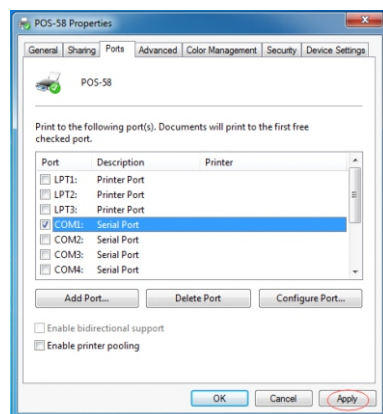 POS-58 Properties
General Sharing Ports Advanced Color Management Security Device Settings
POS-58
Print to the following port(s). Documents will print to the first free
checked port.
Port Description Printer
LPT1: Printer Port
LPT2: Printer Port
LPT3: Printer Port
COM1: Serial Port
COM2: Serial Port
COM3: Serial Port
COM4: Serial Port
Add Port... Delete Port Configure Port...
Enable bidirectional support
Enable printer pooling
OK Cancel Apply